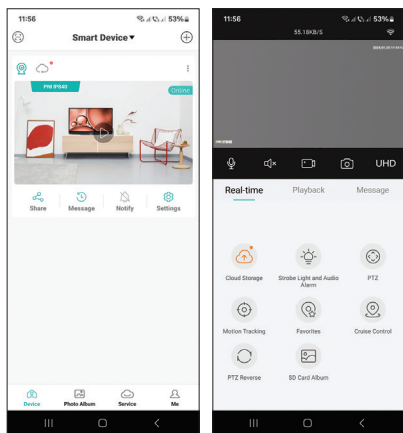 11:56
53%
Smart Device▼
PNI IP840
Online
Share
Message
Notify
Settings
Device
Photo Album
Service
Me
11:56
53%
55.18KB/S
UHD
Real-time
Playback
Message
Cloud Storage
Strobe Light and Audio
Alarm
PTZ
Motion Tracking
Favorites
Cruise Control
PTZ Reverse
SD Card Album